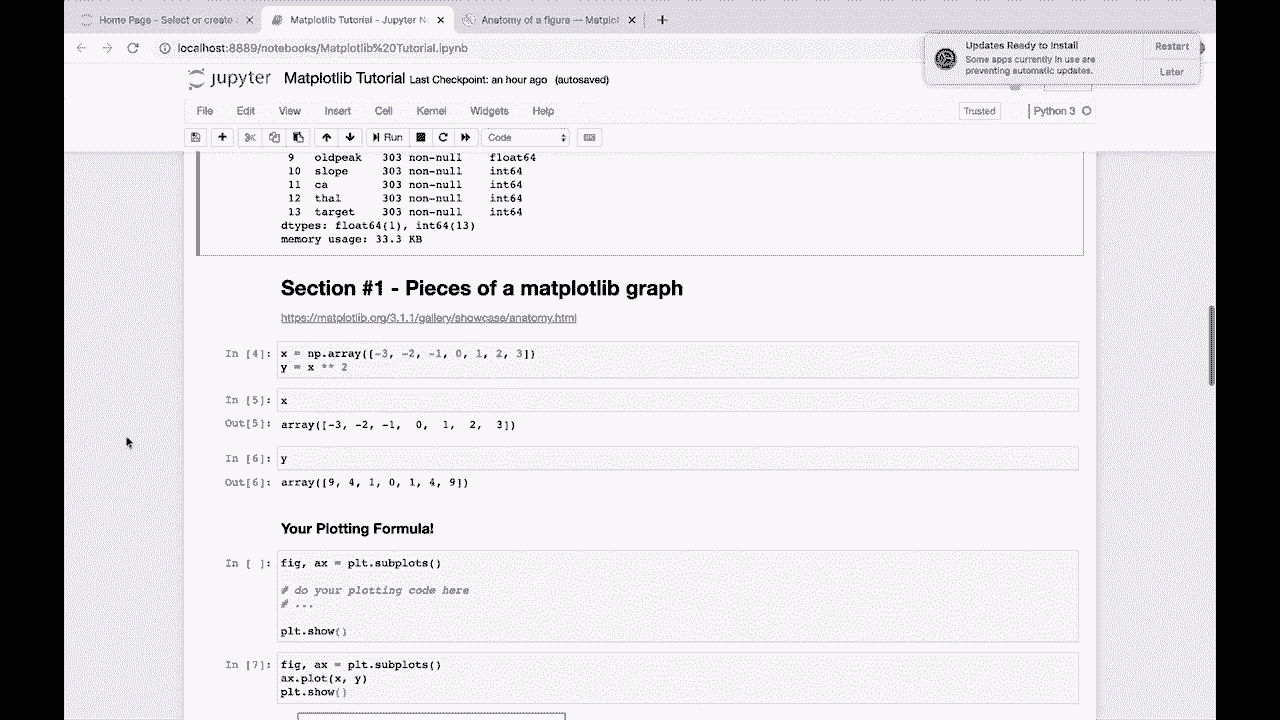 Home Page - Select or create
Matplotlib Tutorial - Jupyter N
Anatomy of a figure — Matplot
localhost:8889/notebooks/Matplotlib%20Tutorial.ipynb
Updates Ready to Install
Some apps currently in use are
preventing automatic updates.
Restart
Later
jupyter Matplotlib Tutorial Last Checkpoint: an hour ago (autosaved)
File Edit View Insert Cell Kernel Widgets Help Trusted Python 3
Run Code
9 oldpeak 303 non-null float64
10 slope 303 non-null int64
11 ca 303 non-null int64
12 thal 303 non-null int64
13 target 303 non-null int64
dtypes: float64(1), int64(13)
memory usage: 33.3 KB
Section #1 - Pieces of a matplotlib graph
https://matplotlib.org/3.1.1/gallery/showcase/anatomy.html
In [4]: x = np.array([-3, -2, -1, 0, 1, 2, 3])
y = x ** 2
In [5]: x
Out[5]: array([-3, -2, -1, 0, 1, 2, 3])
In [6]: y
Out[6]: array([9, 4, 1, 0, 1, 4, 9])
Your Plotting Formula!
In [ ]: fig, ax = plt.subplots()
# do your plotting code here
# ...
plt.show()
In [7]: fig, ax = plt.subplots()
ax.plot(x, y)
plt.show()